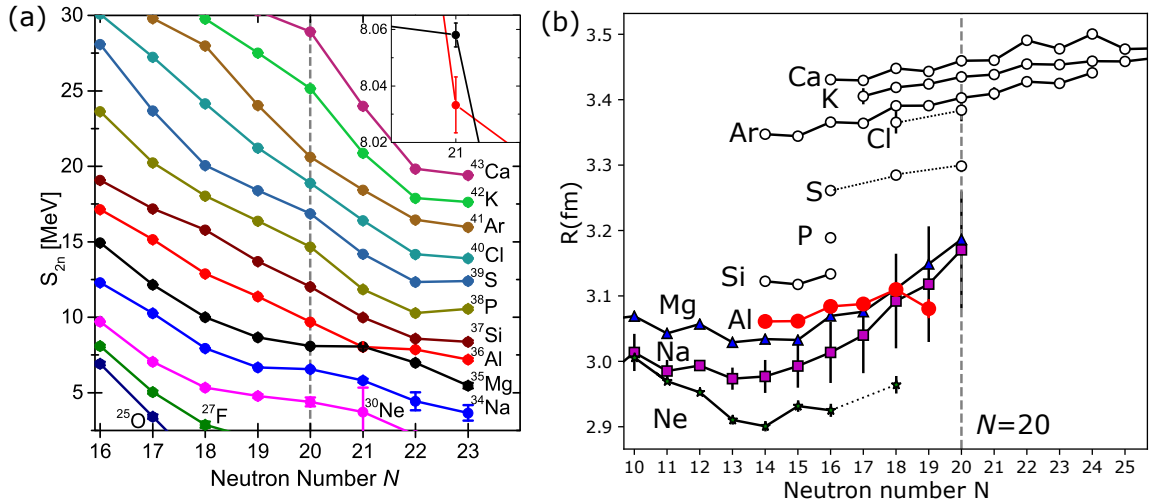 (a)
S2n [MeV]
30
25
20
15
10
5
16 17 18 19 20 21 22 23
Neutron Number N
8.06
8.04
8.02
21
43Ca
42K
41Ar
40Cl
39S
38P
37Si
36Al
35Mg
34Na
30Ne
27F
25O
(b)
R(fm)
3.5
3.4
3.3
3.2
3.1
3.0
2.9
Ca
K
Ar
Cl
S
P
Si
Mg
Al
Na
Ne
N=20
10 11 12 13 14 15 16 17 18 19 20 21 22 23 24 25
Neutron number N